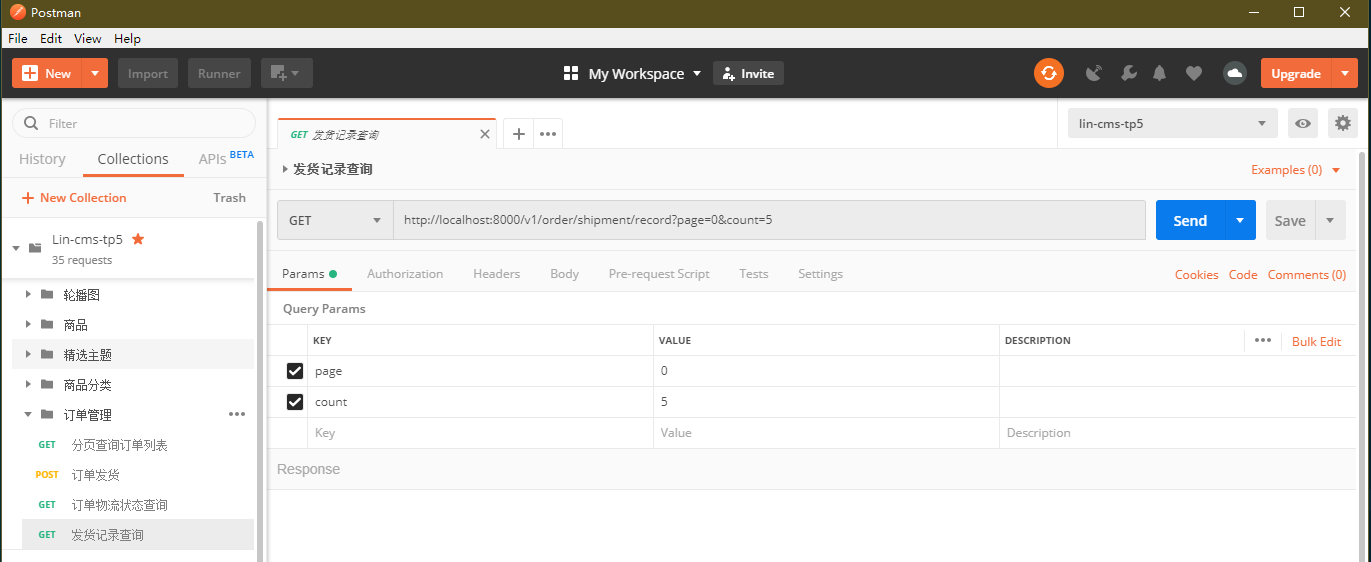 Postman
File Edit View Help
New Import Runner My Workspace Invite Upgrade
Filter
History Collections APIs BETA
New Collection Trash
Lin-cms-tp5
35 requests
轮播图
商品
精选主题
商品分类
订单管理
GET 分页查询订单列表
POST 订单发货
GET 订单物流状态查询
GET 发货记录查询
GET 发货记录查询
lin-cms-tp5
发货记录查询 Examples (0)
GET http://localhost:8000/v1/order/shipment/record?page=0&count=5 Send Save
Params Authorization Headers Body Pre-request Script Tests Settings Cookies Code Comments (0)
Query Params
KEY VALUE DESCRIPTION Bulk Edit
page 0
count 5
Key Value Description
Response